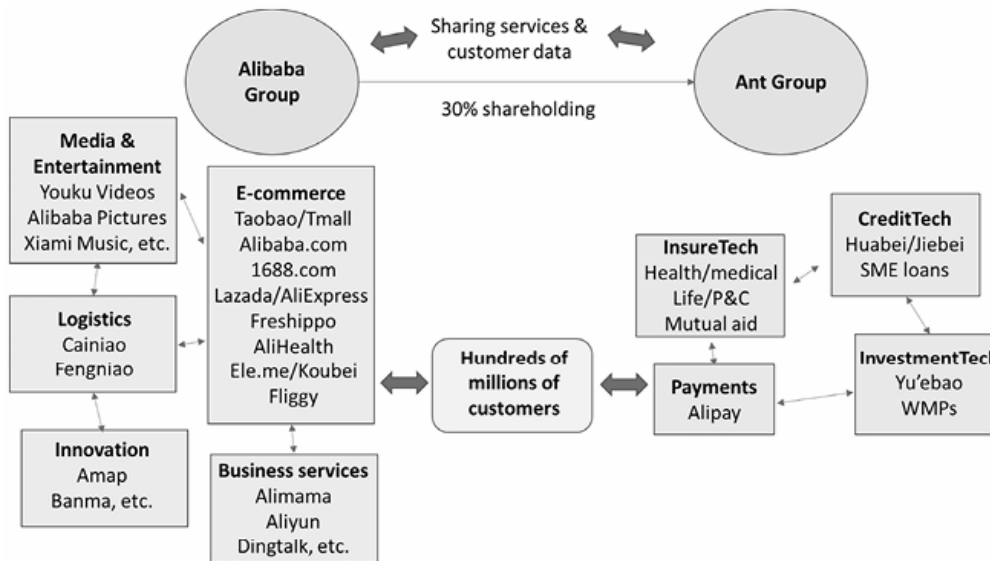 Sharing services &
customer data
Alibaba
Group
Ant Group
30% shareholding
Media &
Entertainment
Youku Videos
Alibaba Pictures
Xiami Music, etc.
E-commerce
Taobao/Tmall
Alibaba.com
1688.com
Lazada/AliExpress
Freshippo
AliHealth
Ele.me/Koubei
Fliggy
Logistics
Cainiao
Fengniao
Innovation
Amap
Banma, etc.
Business services
Alimama
Aliyun
Dingtalk, etc.
Hundreds of
millions of
customers
InsureTech
Health/medical
Life/P&C
Mutual aid
CreditTech
Huabei/Jiebei
SME loans
Payments
Alipay
InvestmentTech
Yu’ebao
WMPs